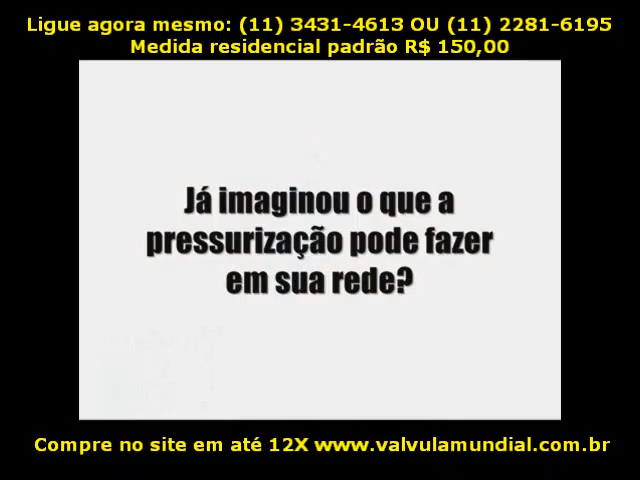 Ligue agora mesmo: (11) 3431-4613 OU (11) 2281-6195
Medida residencial padrão R$ 150,00
Já imaginou o que a
pressurização pode fazer
em sua rede?
Compre no site em até 12X www.valvulamundial.com.br